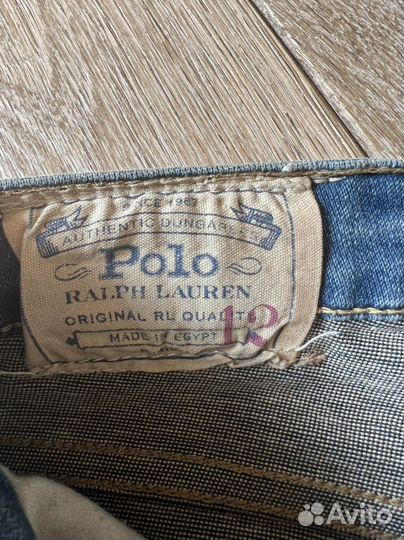 SINCE 1967
AUTHENTIC DUNGAREES
Polo
RALPH LAUREN
ORIGINAL RL QUALITY
12
MADE IN EGYPT
Avito